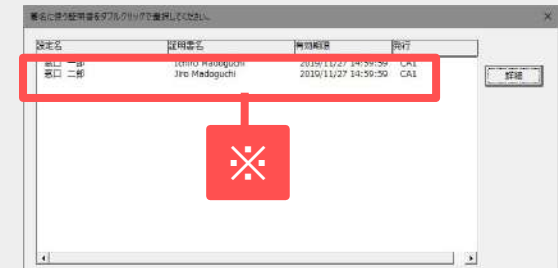 署名に使う証明書をダブルクリックで選択してください。
設定名 証明書名 有効期限 発行
窓口 一郎 Ichiro Madoguchi 2019/11/27 14:59:59 CA1
窓口 二郎 Jiro Madoguchi 2019/11/27 14:59:59 CA1
詳細
※